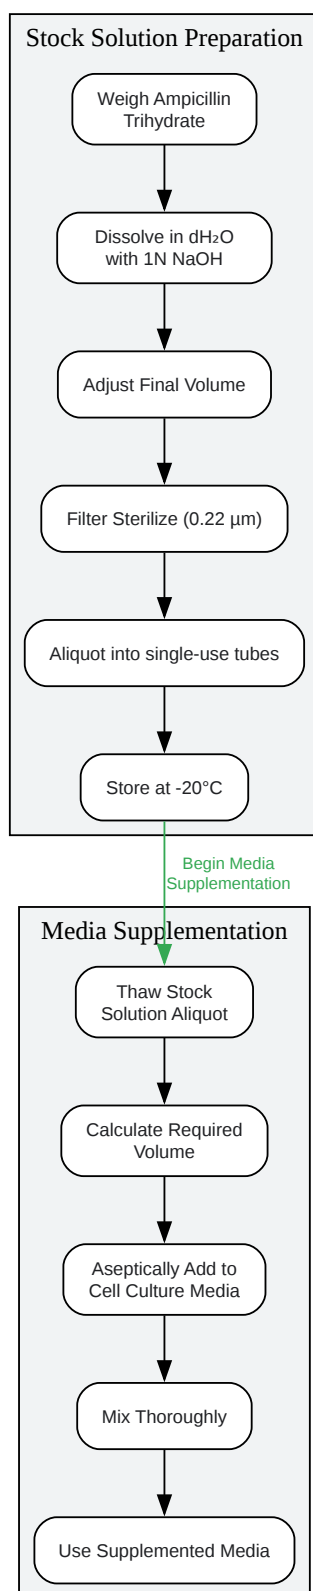 Stock Solution Preparation
Weigh Ampicillin
Trihydrate
Dissolve in dH₂O
with 1N NaOH
Adjust Final Volume
Filter Sterilize (0.22 µm)
Aliquot into single-use tubes
Store at -20°C
Begin Media
Supplementation
Media Supplementation
Thaw Stock
Solution Aliquot
Calculate Required
Volume
Aseptically Add to
Cell Culture Media
Mix Thoroughly
Use Supplemented Media